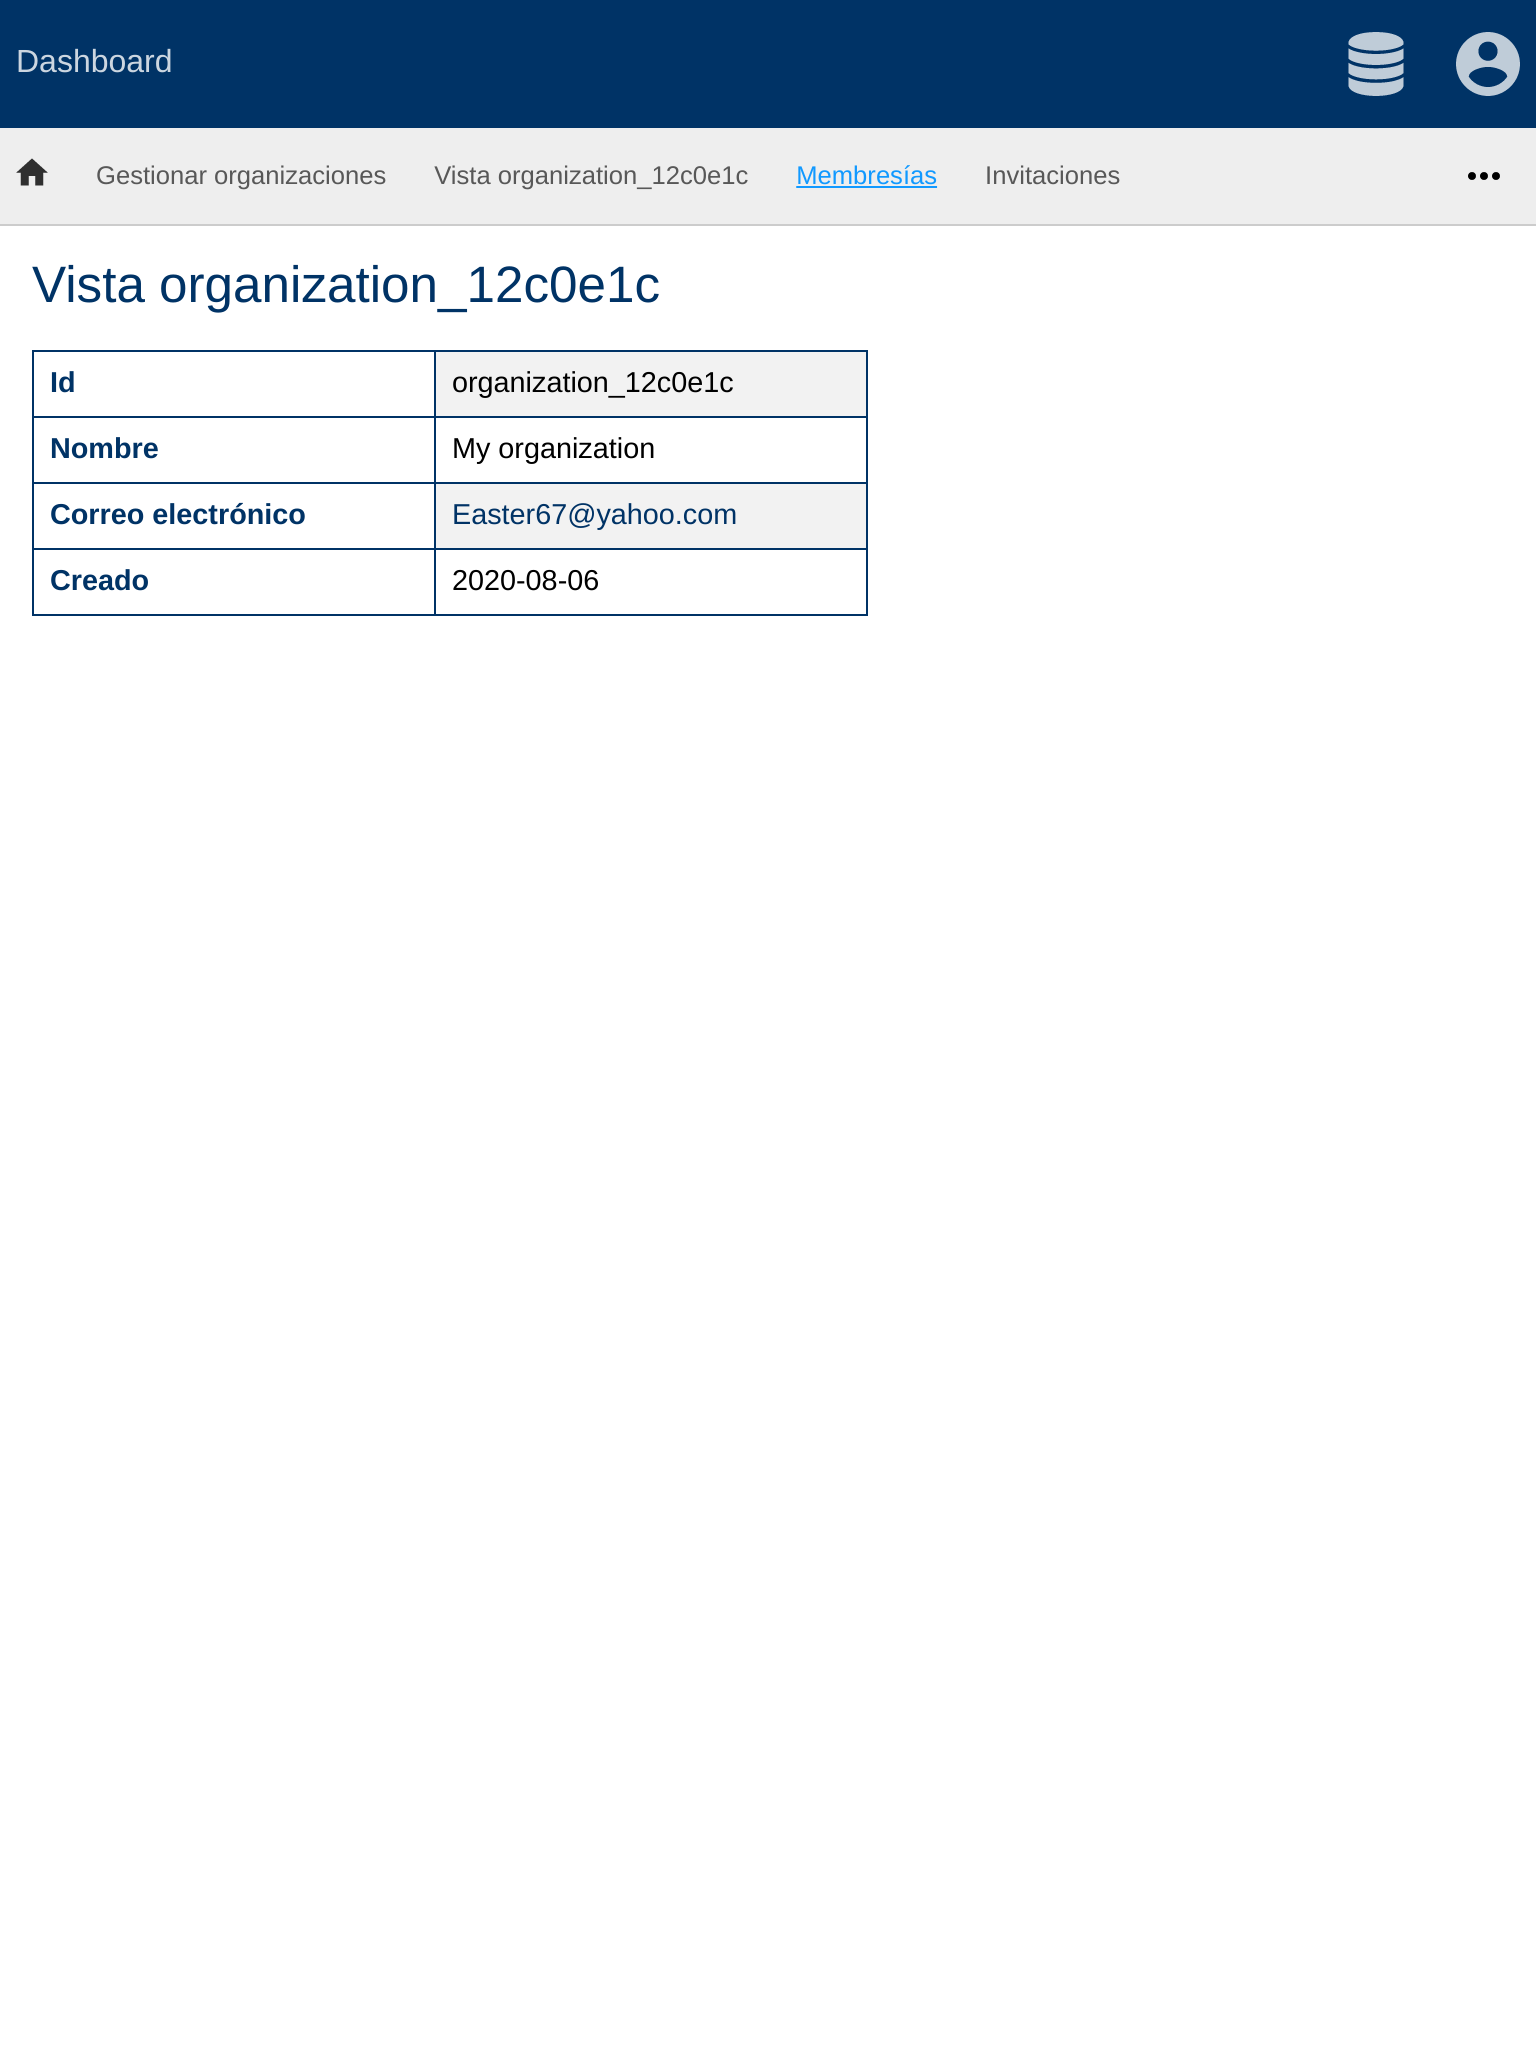 Dashboard
Gestionar organizaciones Vista organization_12c0e1c Membresías Invitaciones
Vista organization_12c0e1c
Id organization_12c0e1c
Nombre My organization
Correo electrónico Easter67@yahoo.com
Creado 2020-08-06